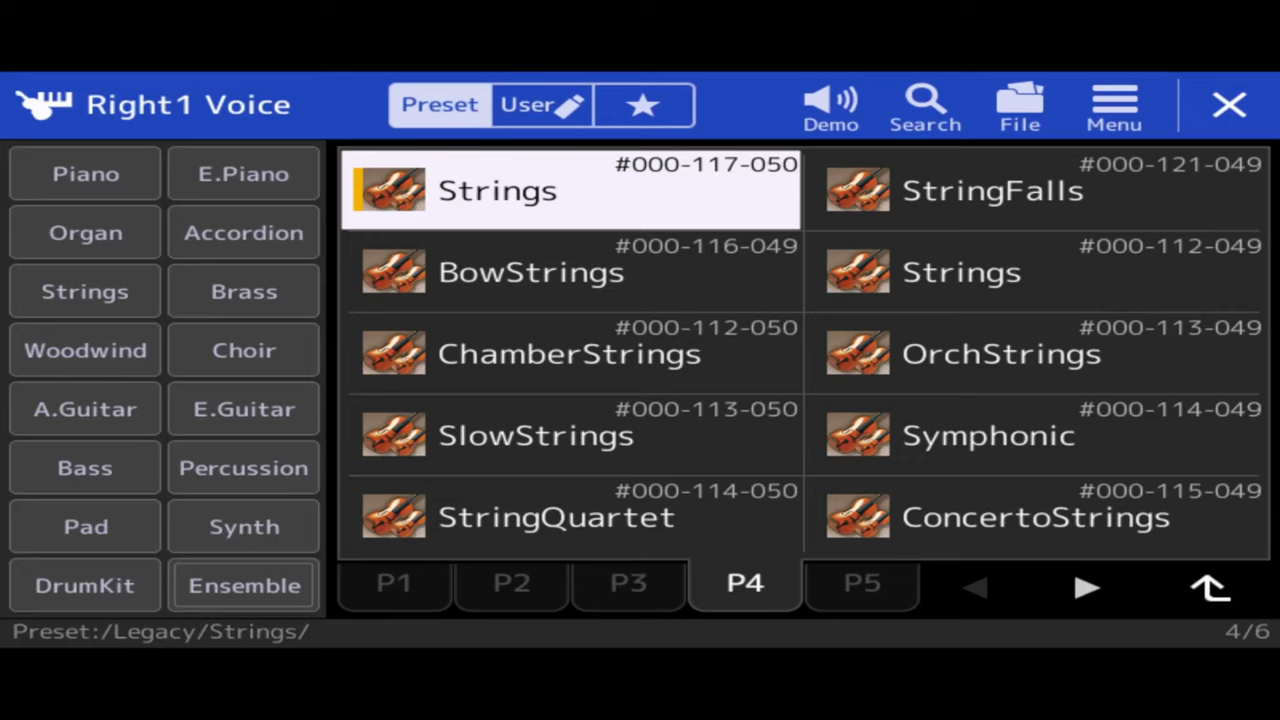 Right1 Voice
Preset User
Demo Search File Menu
Piano E.Piano
Organ Accordion
Strings Brass
Woodwind Choir
A.Guitar E.Guitar
Bass Percussion
Pad Synth
DrumKit Ensemble
#000-117-050 #000-121-049
Strings StringFalls
#000-116-049 #000-112-049
BowStrings Strings
#000-112-050 #000-113-049
ChamberStrings OrchStrings
#000-113-050 #000-114-049
SlowStrings Symphonic
#000-114-050 #000-115-049
StringQuartet ConcertoStrings
P1 P2 P3 P4 P5
Preset:/Legacy/Strings/ 4/6